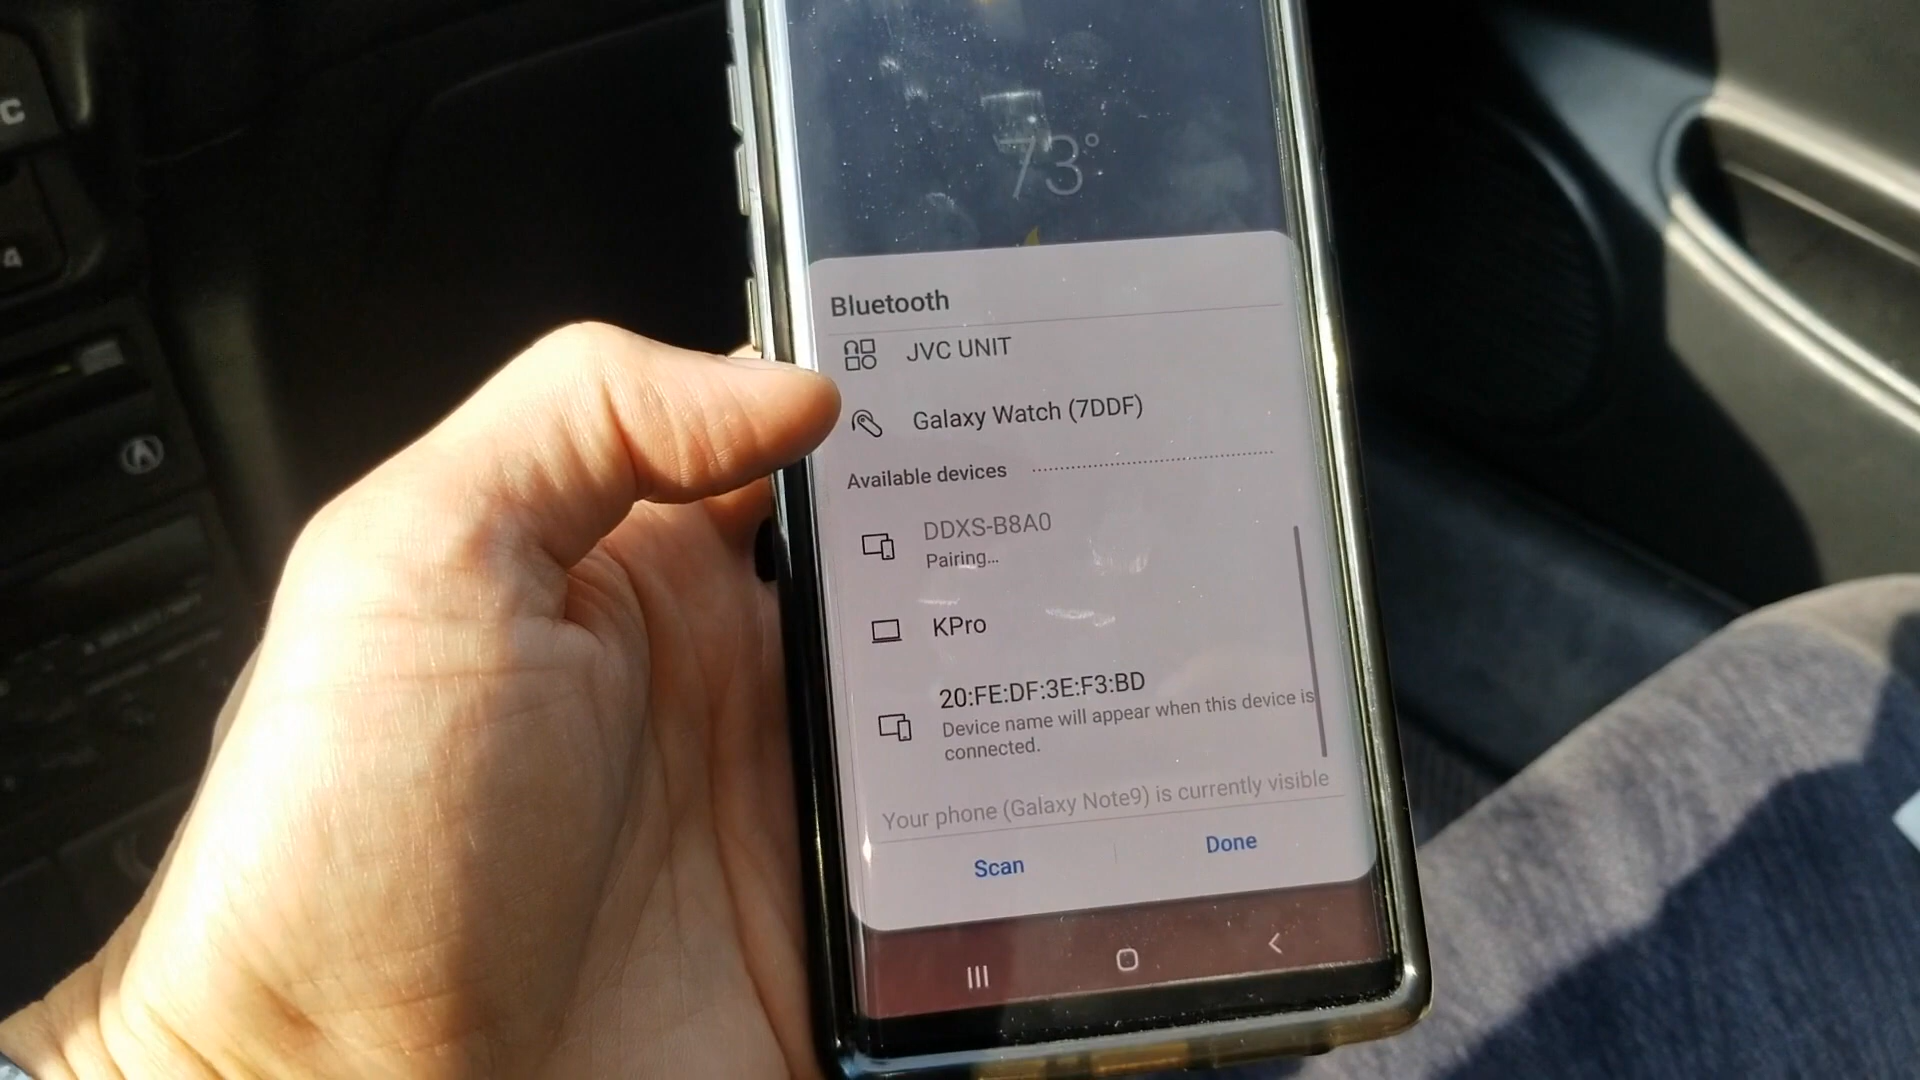 C
4
73°
Bluetooth
JVC UNIT
Galaxy Watch (7DDF)
Available devices
DDXS-B8A0
Pairing...
KPro
20:FE:DF:3E:F3:BD
Device name will appear when this device is
connected.
Your phone (Galaxy Note9) is currently visible
Scan
Done